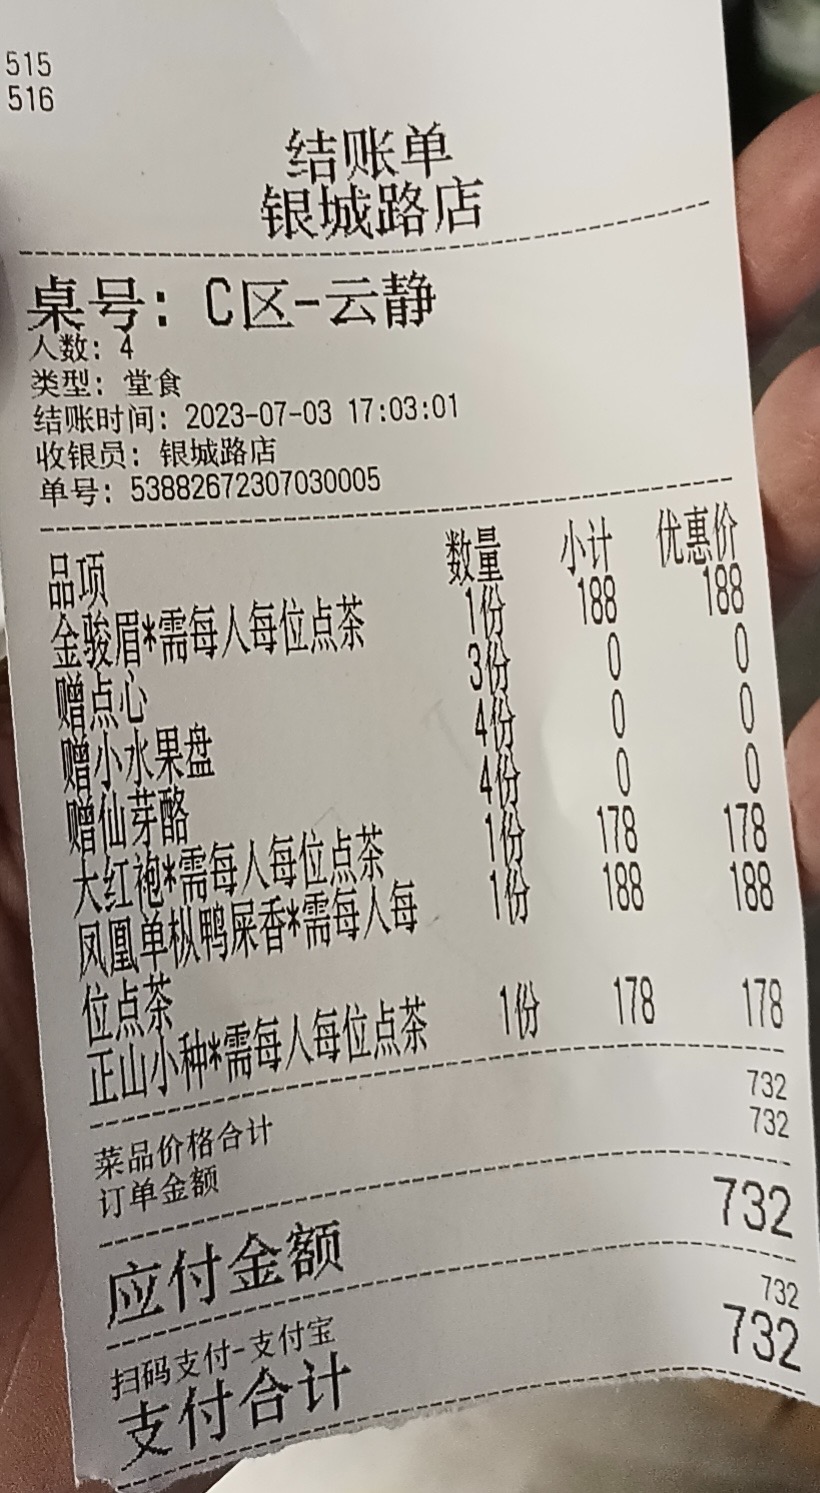 515
516
结账单
银城路店
桌号: C区-云静
人数: 4
类型: 堂食
结账时间: 2023-07-03 17:03:01
收银员: 银城路店
单号: 538826723070300​05
品项 数量 小计 优惠价
金骏眉*需每人每位点茶 1份 188 188
赠点心 3份 0 0
赠小水果盘 4份 0 0
赠仙芽酪 4份 0 0
大红袍*需每人每位点茶 1份 178 178
凤凰单枞鸭屎香*需每人每 1份 188 188
位点茶
正山小种*需每人每位点茶 1份 178 178
菜品价格合计 732
订单金额 732
应付金额 732
扫码支付-支付宝 732
支付合计 732